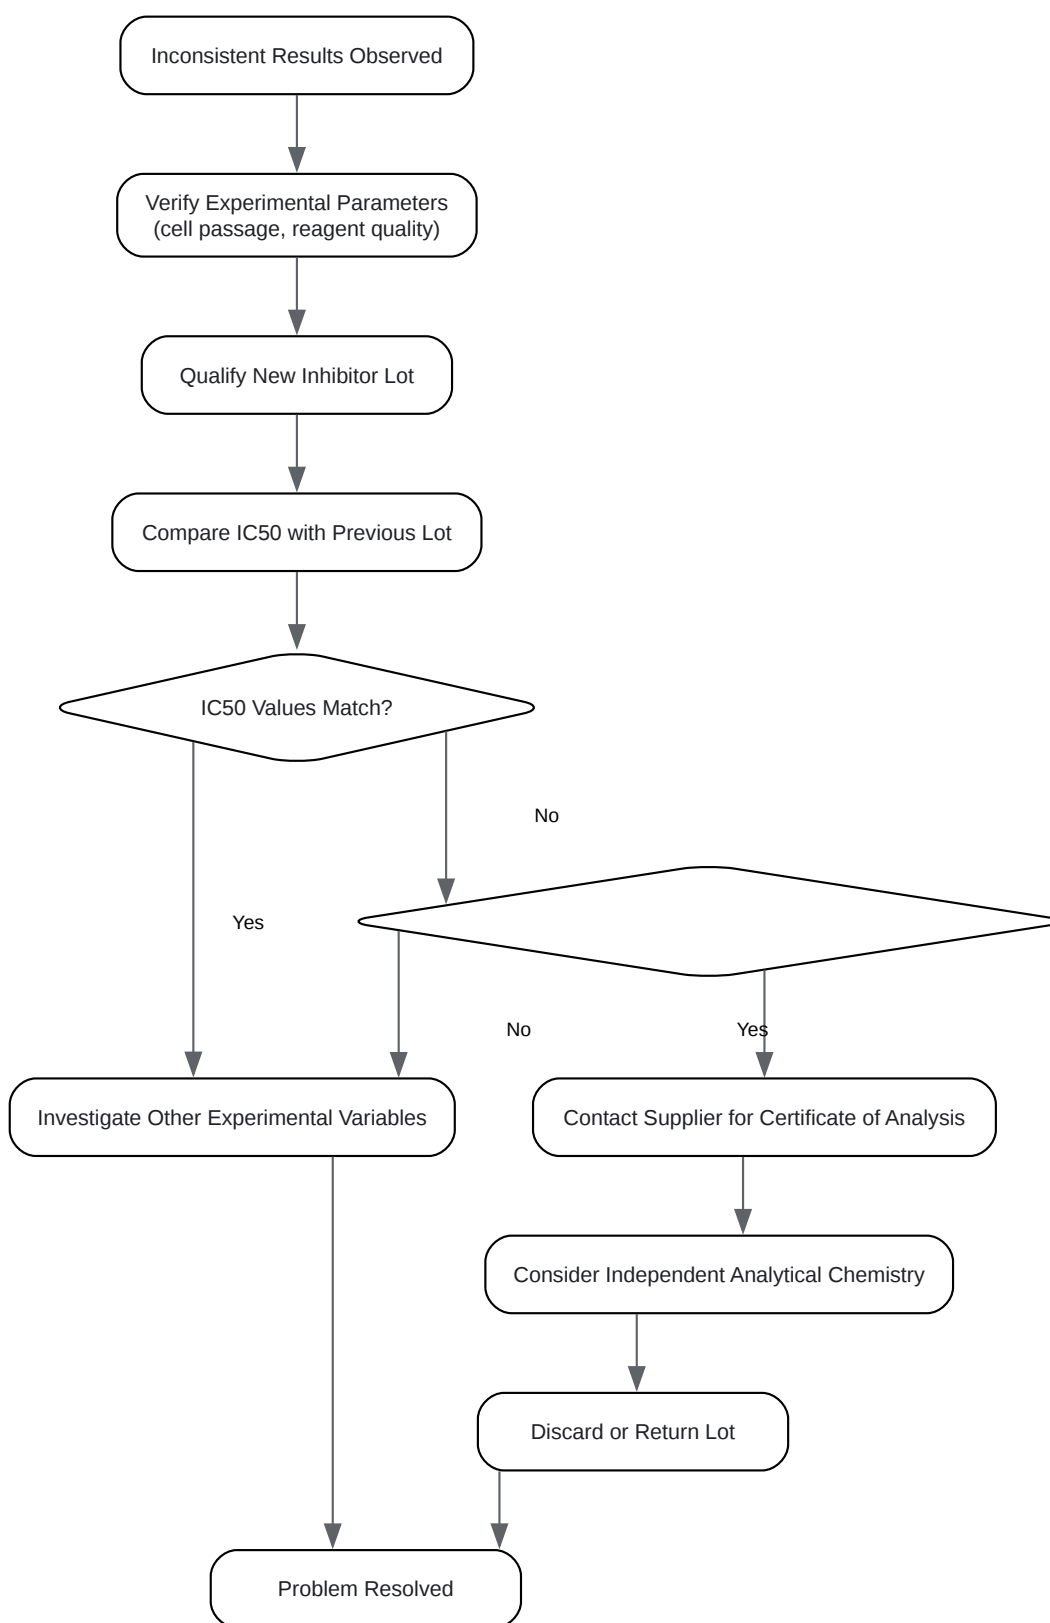 Inconsistent Results Observed
Verify Experimental Parameters
(cell passage, reagent quality)
Qualify New Inhibitor Lot
Compare IC50 with Previous Lot
IC50 Values Match?
No
Yes
No
Yes
Investigate Other Experimental Variables
Contact Supplier for Certificate of Analysis
Consider Independent Analytical Chemistry
Discard or Return Lot
Problem Resolved